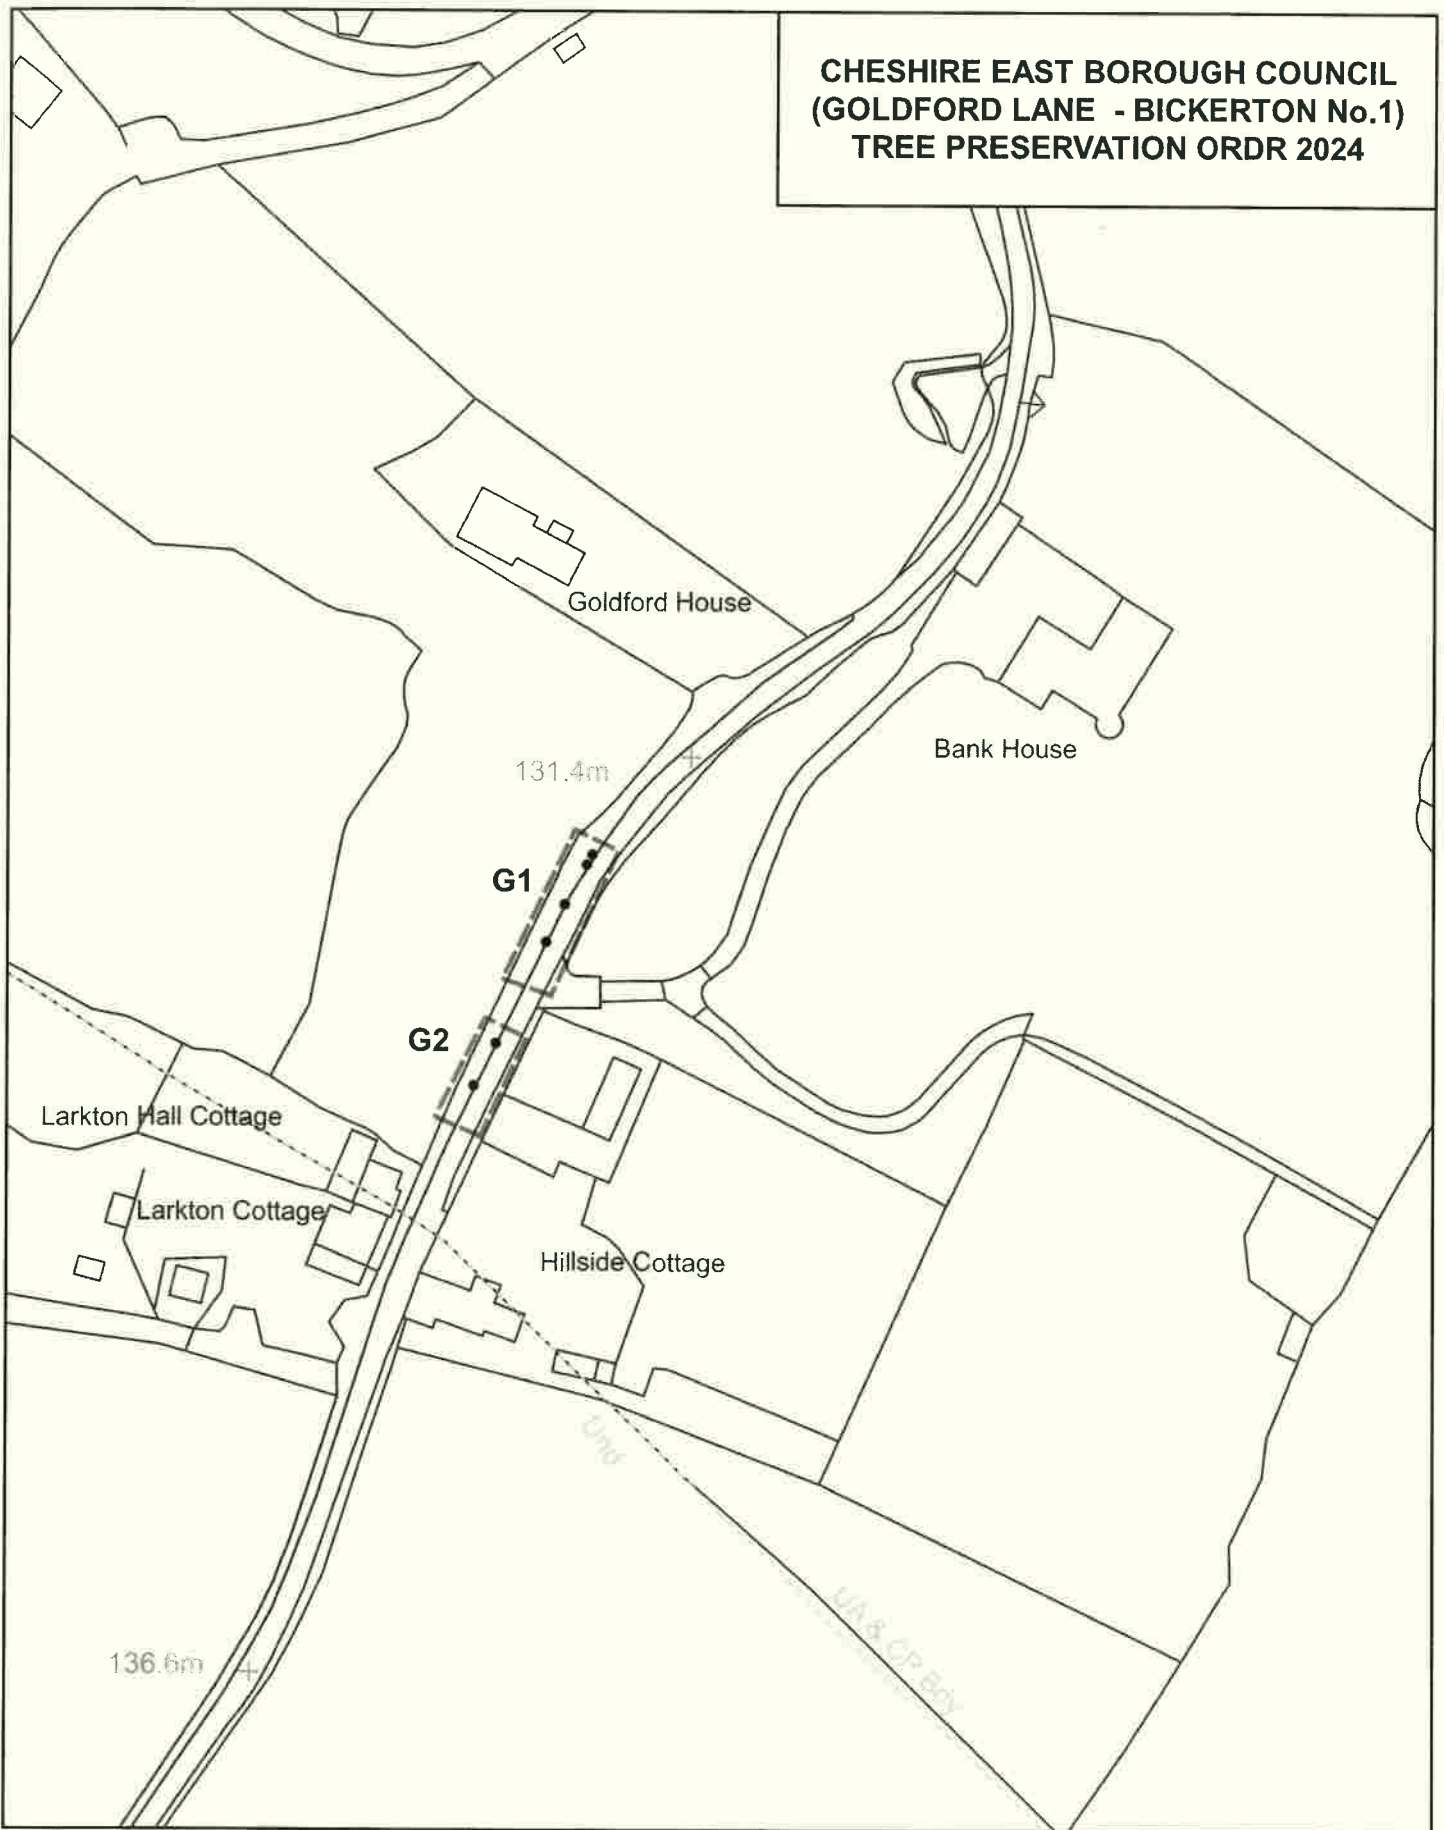 CHESHIRE EAST BOROUGH COUNCIL
(GOLDFORD LANE - BICKERTON No.1)
TREE PRESERVATION ORDR 2024
Goldford House
Bank House
131.4m
G1
G2
Larkton Hall Cottage
Larkton Cottage
Hillside Cottage
Und
UA & CP Bdy
136.6m